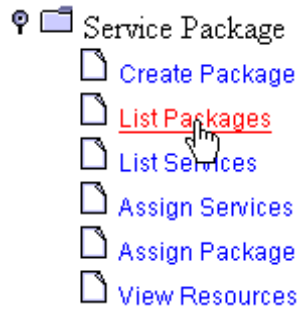 Service Package
Create Package
List Packages
List Services
Assign Services
Assign Package
View Resources